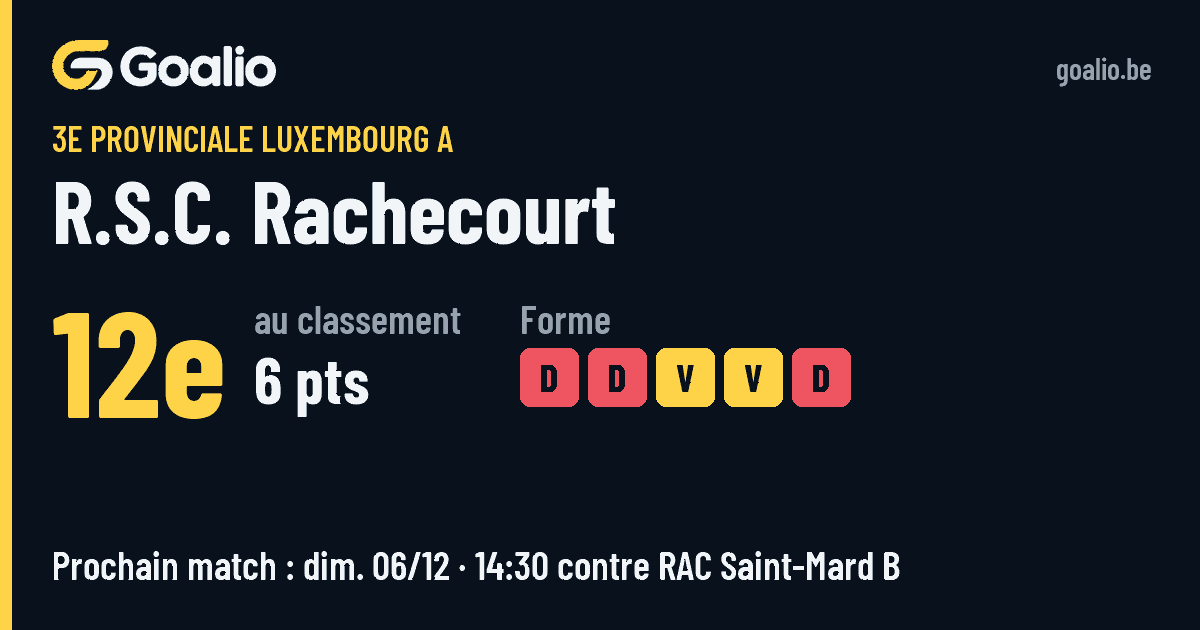 Goalio
goalio.be
3E PROVINCIALE LUXEMBOURG A
R.S.C. Rachecourt
12e
au classement
6 pts
Forme
D D V V D
Prochain match : dim. 06/12 · 14:30 contre RAC Saint-Mard B